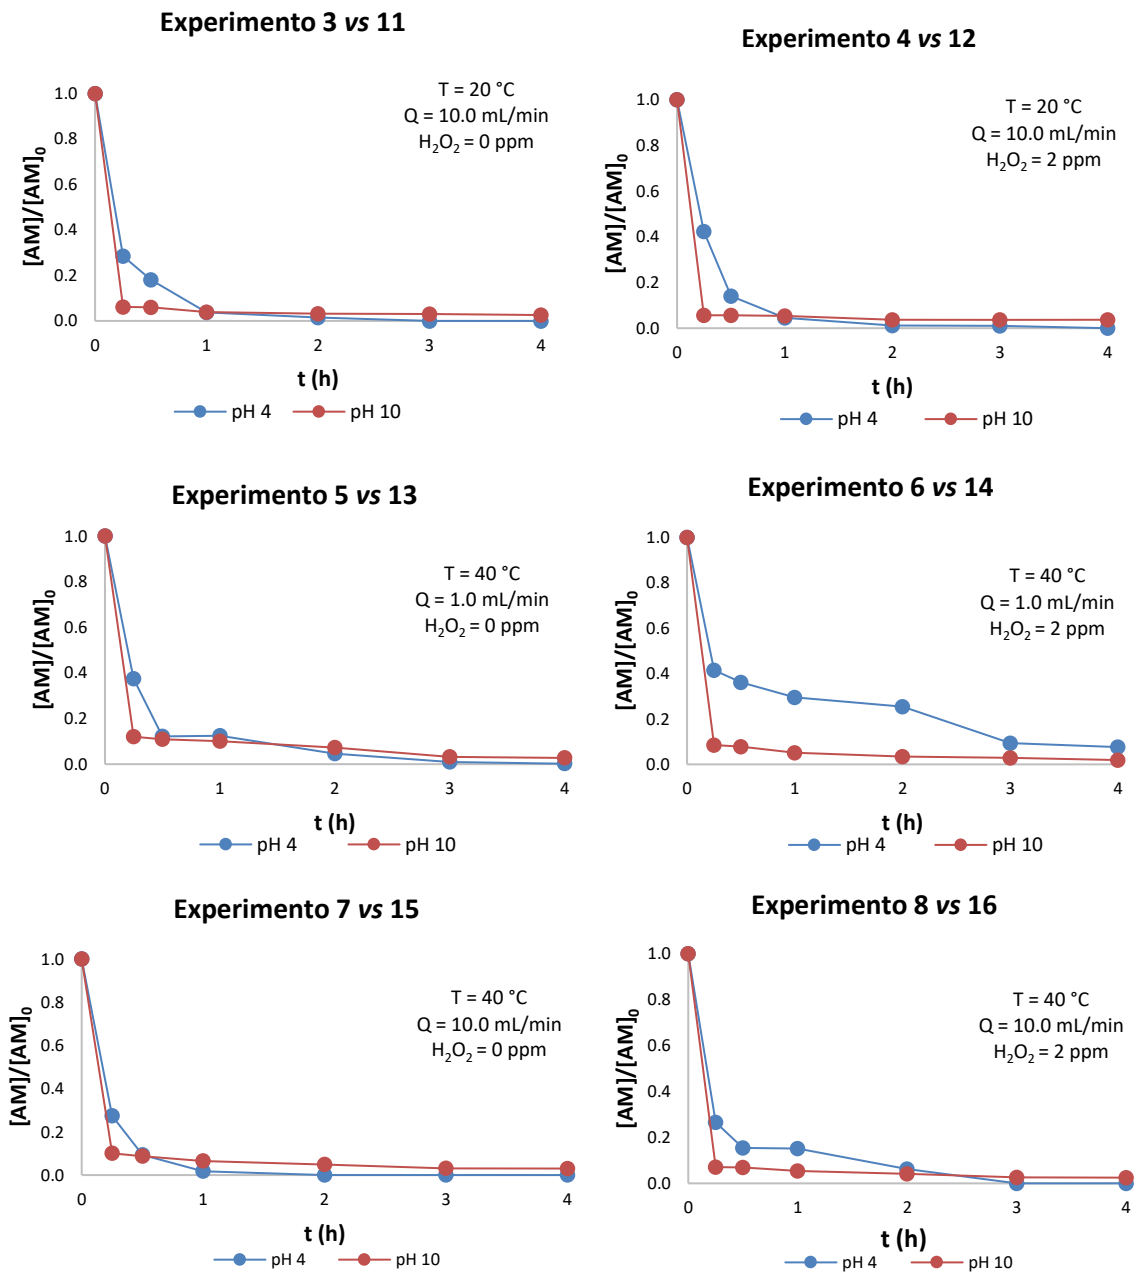 Experimento 3 vs 11
T = 20 °C
Q = 10.0 mL/min
H₂O₂ = 0 ppm
[AM]/[AM]₀
1.0
0.8
0.6
0.4
0.2
0.0
0 1 2 3 4
t (h)
pH 4 pH 10
Experimento 4 vs 12
T = 20 °C
Q = 10.0 mL/min
H₂O₂ = 2 ppm
[AM]/[AM]₀
1.0
0.8
0.6
0.4
0.2
0.0
0 1 2 3 4
t (h)
pH 4 pH 10
Experimento 5 vs 13
T = 40 °C
Q = 1.0 mL/min
H₂O₂ = 0 ppm
[AM]/[AM]₀
1.0
0.8
0.6
0.4
0.2
0.0
0 1 2 3 4
t (h)
pH 4 pH 10
Experimento 6 vs 14
T = 40 °C
Q = 1.0 mL/min
H₂O₂ = 2 ppm
[AM]/[AM]₀
1.0
0.8
0.6
0.4
0.2
0.0
0 1 2 3 4
t (h)
pH 4 pH 10
Experimento 7 vs 15
T = 40 °C
Q = 10.0 mL/min
H₂O₂ = 0 ppm
[AM]/[AM]₀
1.0
0.8
0.6
0.4
0.2
0.0
0 1 2 3 4
t (h)
pH 4 pH 10
Experimento 8 vs 16
T = 40 °C
Q = 10.0 mL/min
H₂O₂ = 2 ppm
[AM]/[AM]₀
1.0
0.8
0.6
0.4
0.2
0.0
0 1 2 3 4
t (h)
pH 4 pH 10